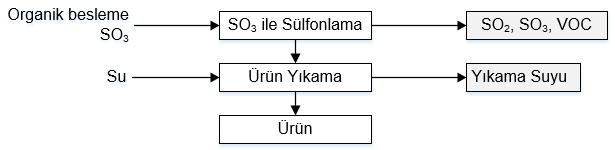 Organik besleme
SO₃
SO₃ ile Sülfonlama
SO₂, SO₃, VOC
Su
Ürün Yıkama
Yıkama Suyu
Ürün